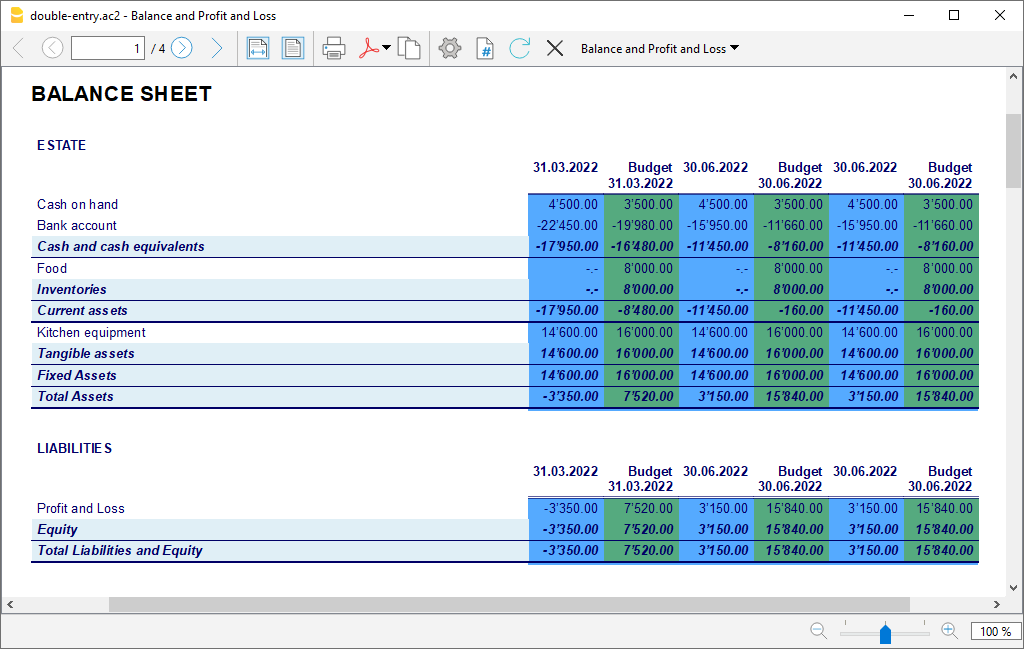 double-entry.ac2 - Balance and Profit and Loss
1 / 4 # Balance and Profit and Loss
BALANCE SHEET
ESTATE
31.03.2022 Budget 30.06.2022 Budget 30.06.2022 Budget
31.03.2022 30.06.2022 30.06.2022
Cash on hand 4'500.00 3'500.00 4'500.00 3'500.00 4'500.00 3'500.00
Bank account -22'450.00 -19'980.00 -15'950.00 -11'660.00 -15'950.00 -11'660.00
Cash and cash equivalents -17'950.00 -16'480.00 -11'450.00 -8'160.00 -11'450.00 -8'160.00
Food -.- 8'000.00 -.- 8'000.00 -.- 8'000.00
Inventories -.- 8'000.00 -.- 8'000.00 -.- 8'000.00
Current assets -17'950.00 -8'480.00 -11'450.00 -160.00 -11'450.00 -160.00
Kitchen equipment 14'600.00 16'000.00 14'600.00 16'000.00 14'600.00 16'000.00
Tangible assets 14'600.00 16'000.00 14'600.00 16'000.00 14'600.00 16'000.00
Fixed Assets 14'600.00 16'000.00 14'600.00 16'000.00 14'600.00 16'000.00
Total Assets -3'350.00 7'520.00 3'150.00 15'840.00 3'150.00 15'840.00
LIABILITIES
31.03.2022 Budget 30.06.2022 Budget 30.06.2022 Budget
31.03.2022 30.06.2022 30.06.2022
Profit and Loss -3'350.00 7'520.00 3'150.00 15'840.00 3'150.00 15'840.00
Equity -3'350.00 7'520.00 3'150.00 15'840.00 3'150.00 15'840.00
Total Liabilities and Equity -3'350.00 7'520.00 3'150.00 15'840.00 3'150.00 15'840.00
100 %